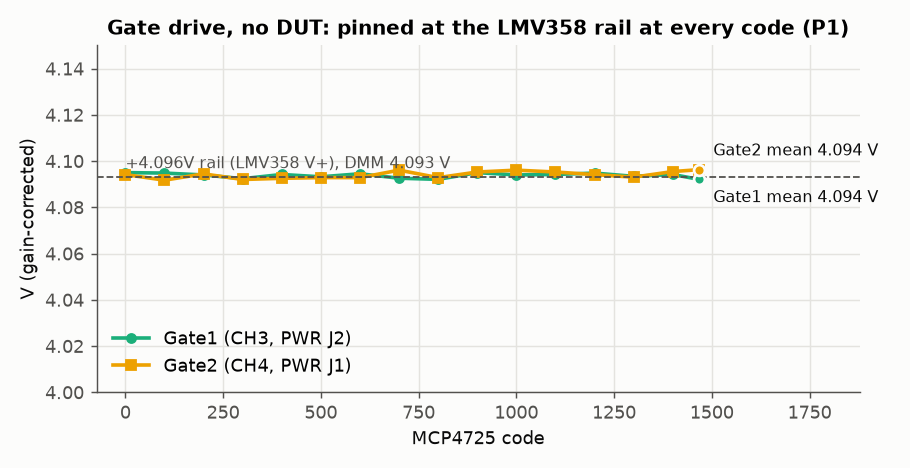 Gate drive, no DUT: pinned at the LMV358 rail at every code (P1)
V (gain-corrected)
4.14
4.12
4.10
4.08
4.06
4.04
4.02
4.00
+4.096V rail (LMV358 V+), DMM 4.093 V
Gate2 mean 4.094 V
Gate1 mean 4.094 V
Gate1 (CH3, PWR J2)
Gate2 (CH4, PWR J1)
0
250
500
750
1000
1250
1500
1750
MCP4725 code